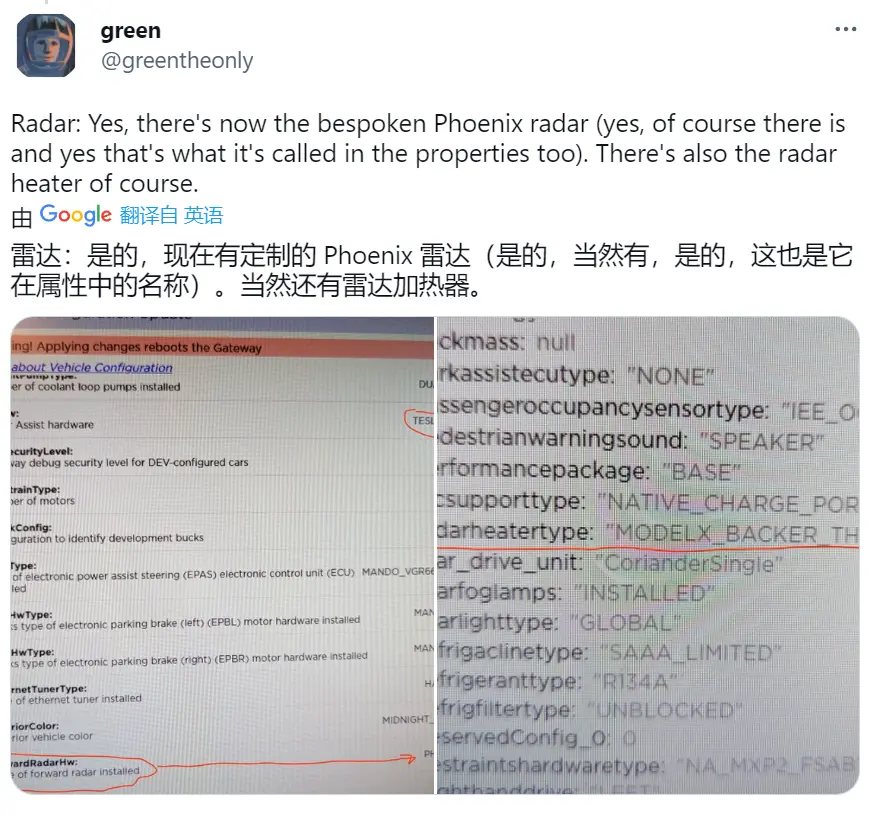 green
@greentheonly
Radar: Yes, there's now the bespoken Phoenix radar (yes, of course there is
and yes that's what it's called in the properties too). There's also the radar
heater of course.
由 Google 翻译自 英语
雷达：是的，现在有定制的 Phoenix 雷达（是的，当然有，是的，这也是它
在属性中的名称）。当然还有雷达加热器。
ing! Applying changes reboots the Gateway
about Vehicle Configuration
er of coolant loop pumps installed DU
w:
Assist hardware TESL
ecurityLevel:
way debug security level for DEV-configured cars
trainType:
ber of motors
kConfig:
guration to identify development bucks
Type:
of electronic power assist steering (EPAS) electronic control unit (ECU) MANDO_VGR66
led
HwType: MAN
s type of electronic parking brake (left) (EPBL) motor hardware installed
HwType: MAN
s type of electronic parking brake (right) (EPBR) motor hardware installed
rnetTunerType: HA
of ethernet tuner installed
riorColor: MIDNIGHT_
rior vehicle color
wardRadarHw: PH
of forward radar installed
ckmass: null
rkassistecutype: "NONE"
ssengeroccupancysensortype: "IEE_O
destrianwarningsound: "SPEAKER"
rformancepackage: "BASE"
csupporttype: "NATIVE_CHARGE_POR
darheatertype: "MODELX_BACKER_TH
ar_drive_unit: "CorianderSingle"
arfoglamps: "INSTALLED"
arlighttype: "GLOBAL"
frigaclinetype: "SAAA_LIMITED"
frigeranttype: "R134A"
frigfiltertype: "UNBLOCKED"
servedConfig_0: 0
straintshardwaretype: "NA_MXP2_FSAB
ghthanddrive: "LEFT"